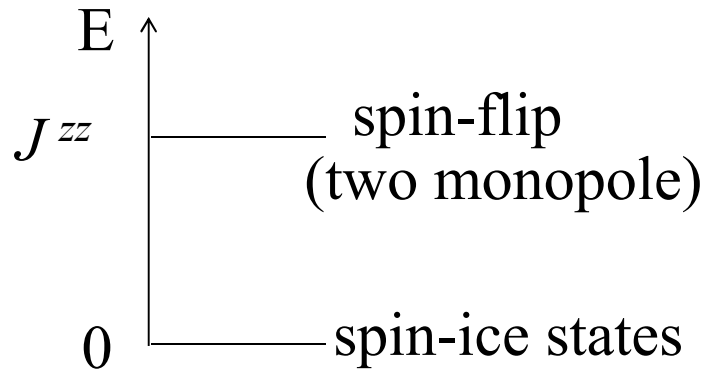 E
J^{zz}
spin-flip
(two monopole)
0
spin-ice states